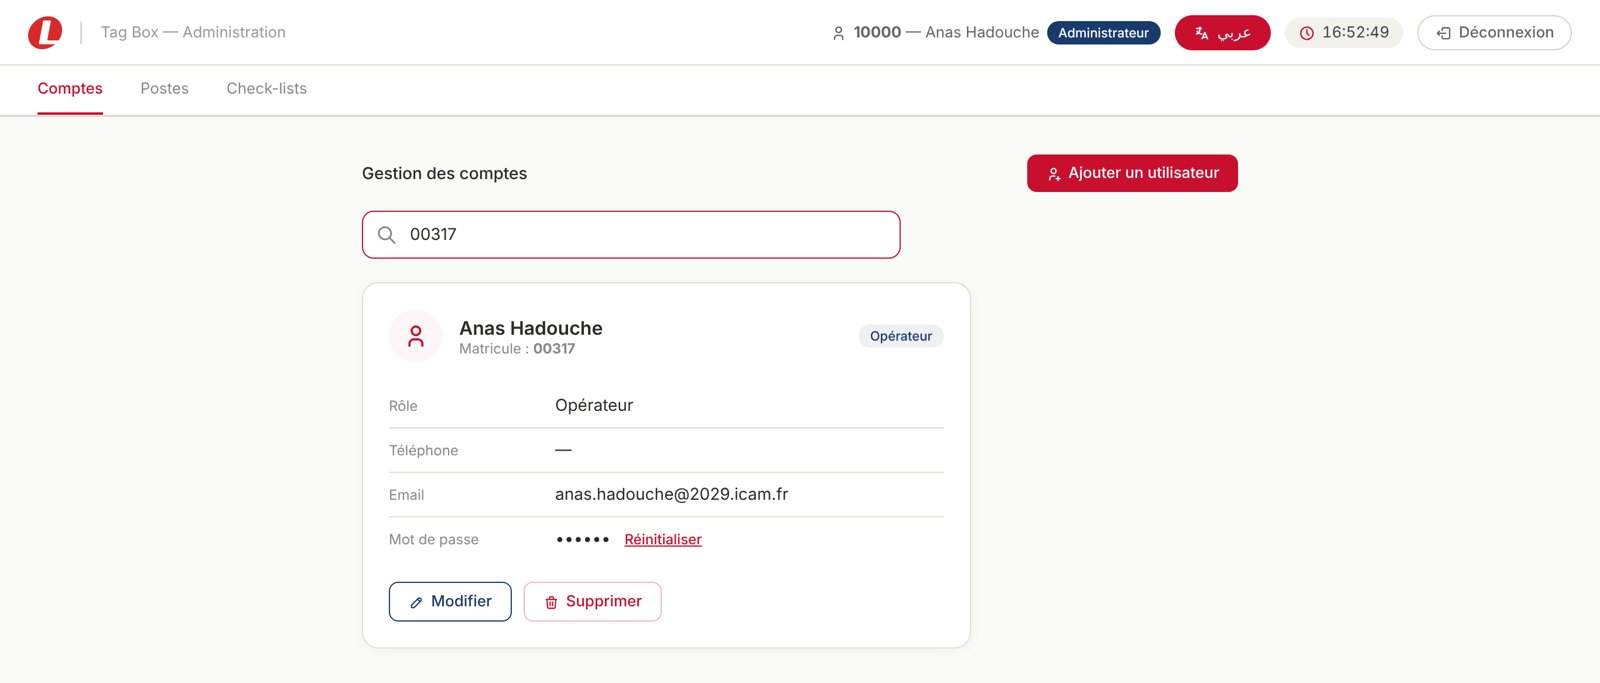 L
Tag Box — Administration
10000 — Anas Hadouche
Administrateur
عربي
16:52:49
Déconnexion
Comptes
Postes
Check-lists
Gestion des comptes
Ajouter un utilisateur
00317
Anas Hadouche
Matricule : 00317
Opérateur
Rôle
Opérateur
Téléphone
—
Email
anas.hadouche@2029.icam.fr
Mot de passe
•••••• Réinitialiser
Modifier
Supprimer